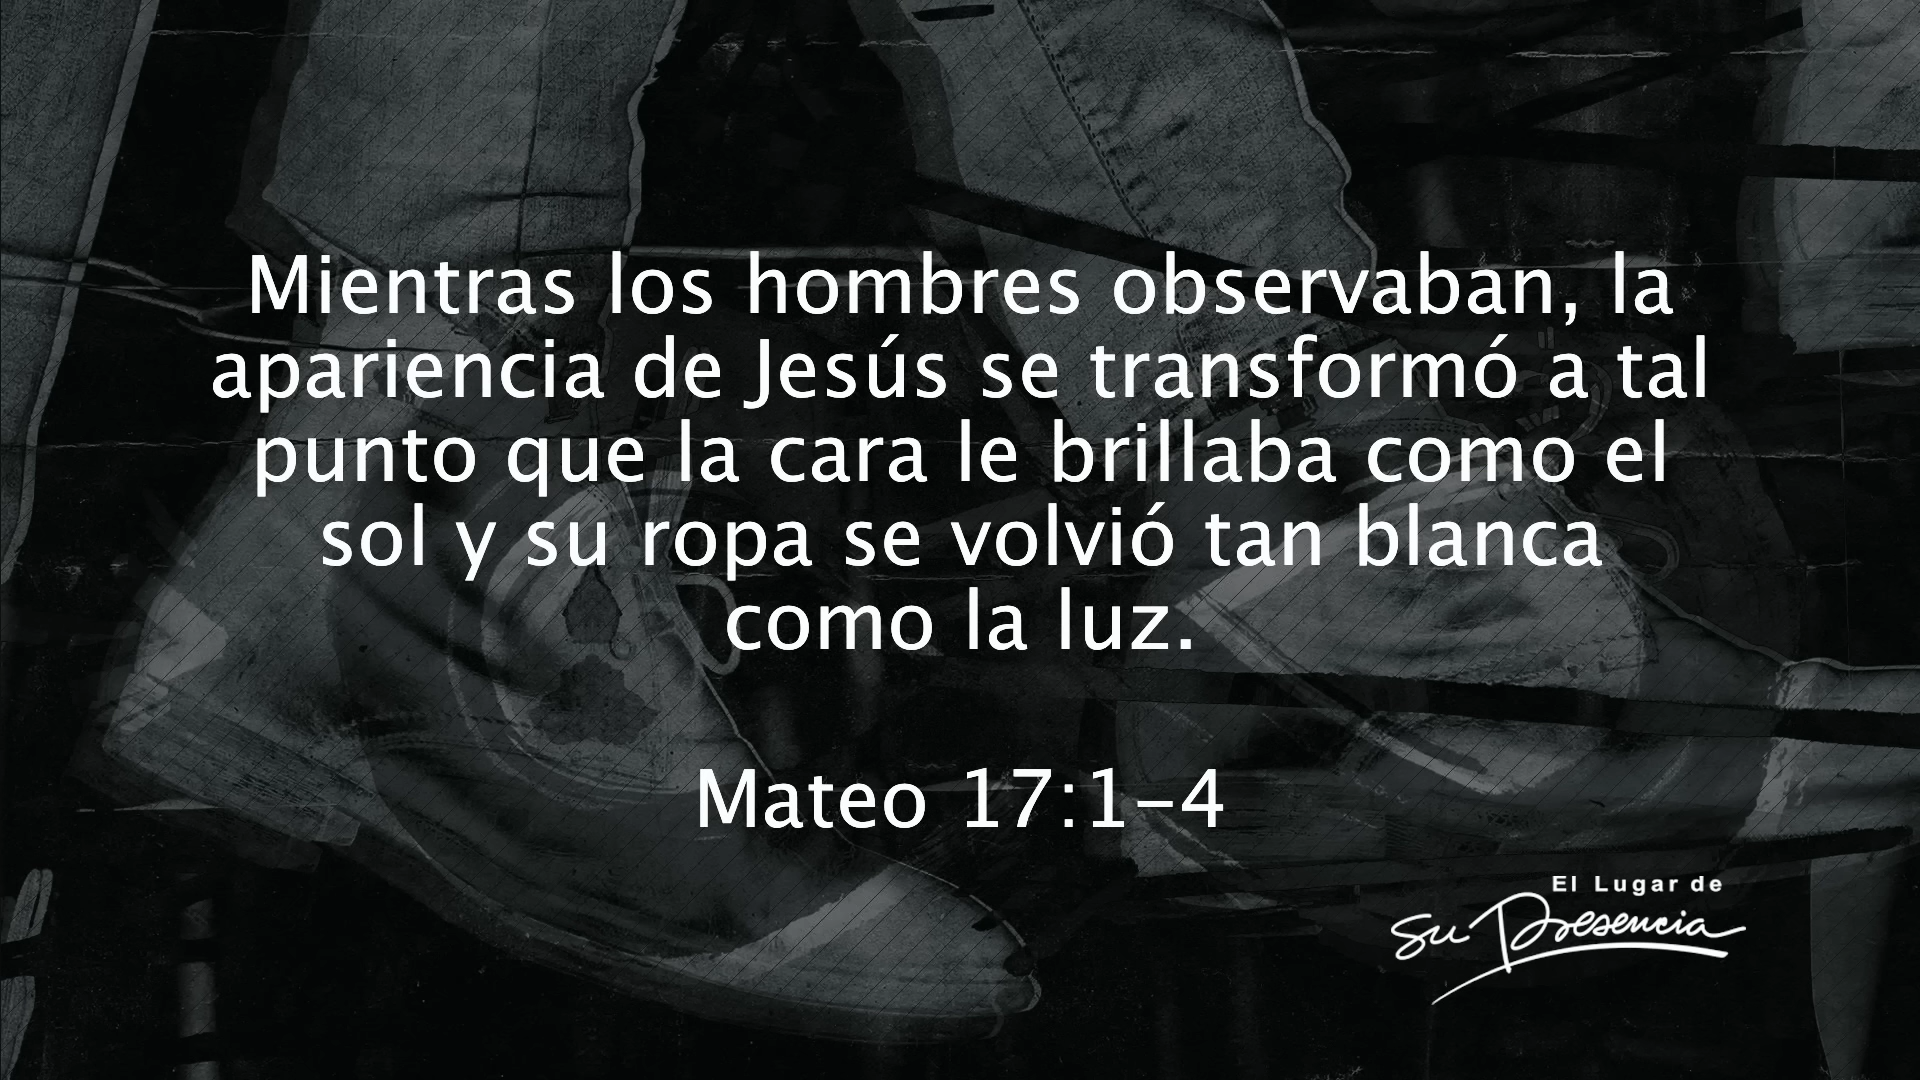 Mientras los hombres observaban, la
apariencia de Jesús se transformó a tal
punto que la cara le brillaba como el
sol y su ropa se volvió tan blanca
como la luz.
Mateo 17:1-4
El Lugar de
Su Presencia